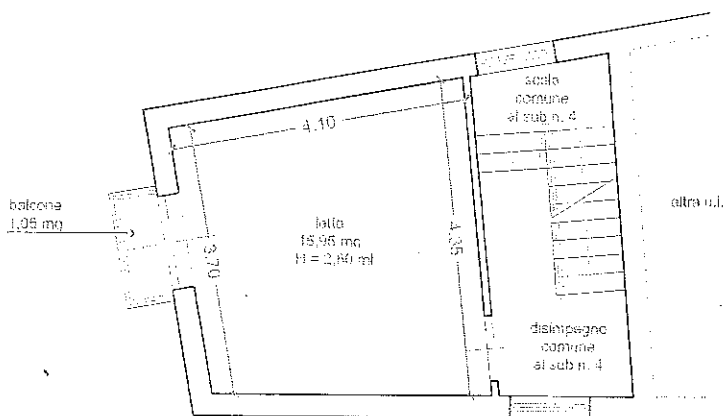 scala
comune
al sub n. 4
4.10
balcone
1,05 mq
letto
15,95 mq
H = 2,60 ml
3.70
4.35
altra u.i.
disimpegno
comune
al sub n. 4